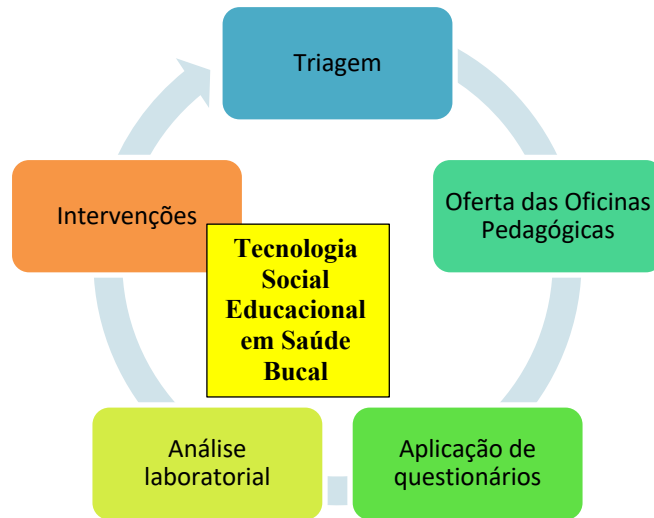 Triagem
Oferta das Oficinas
Pedagógicas
Aplicação de
questionários
Análise
laboratorial
Intervenções
Tecnologia
Social
Educacional
em Saúde
Bucal